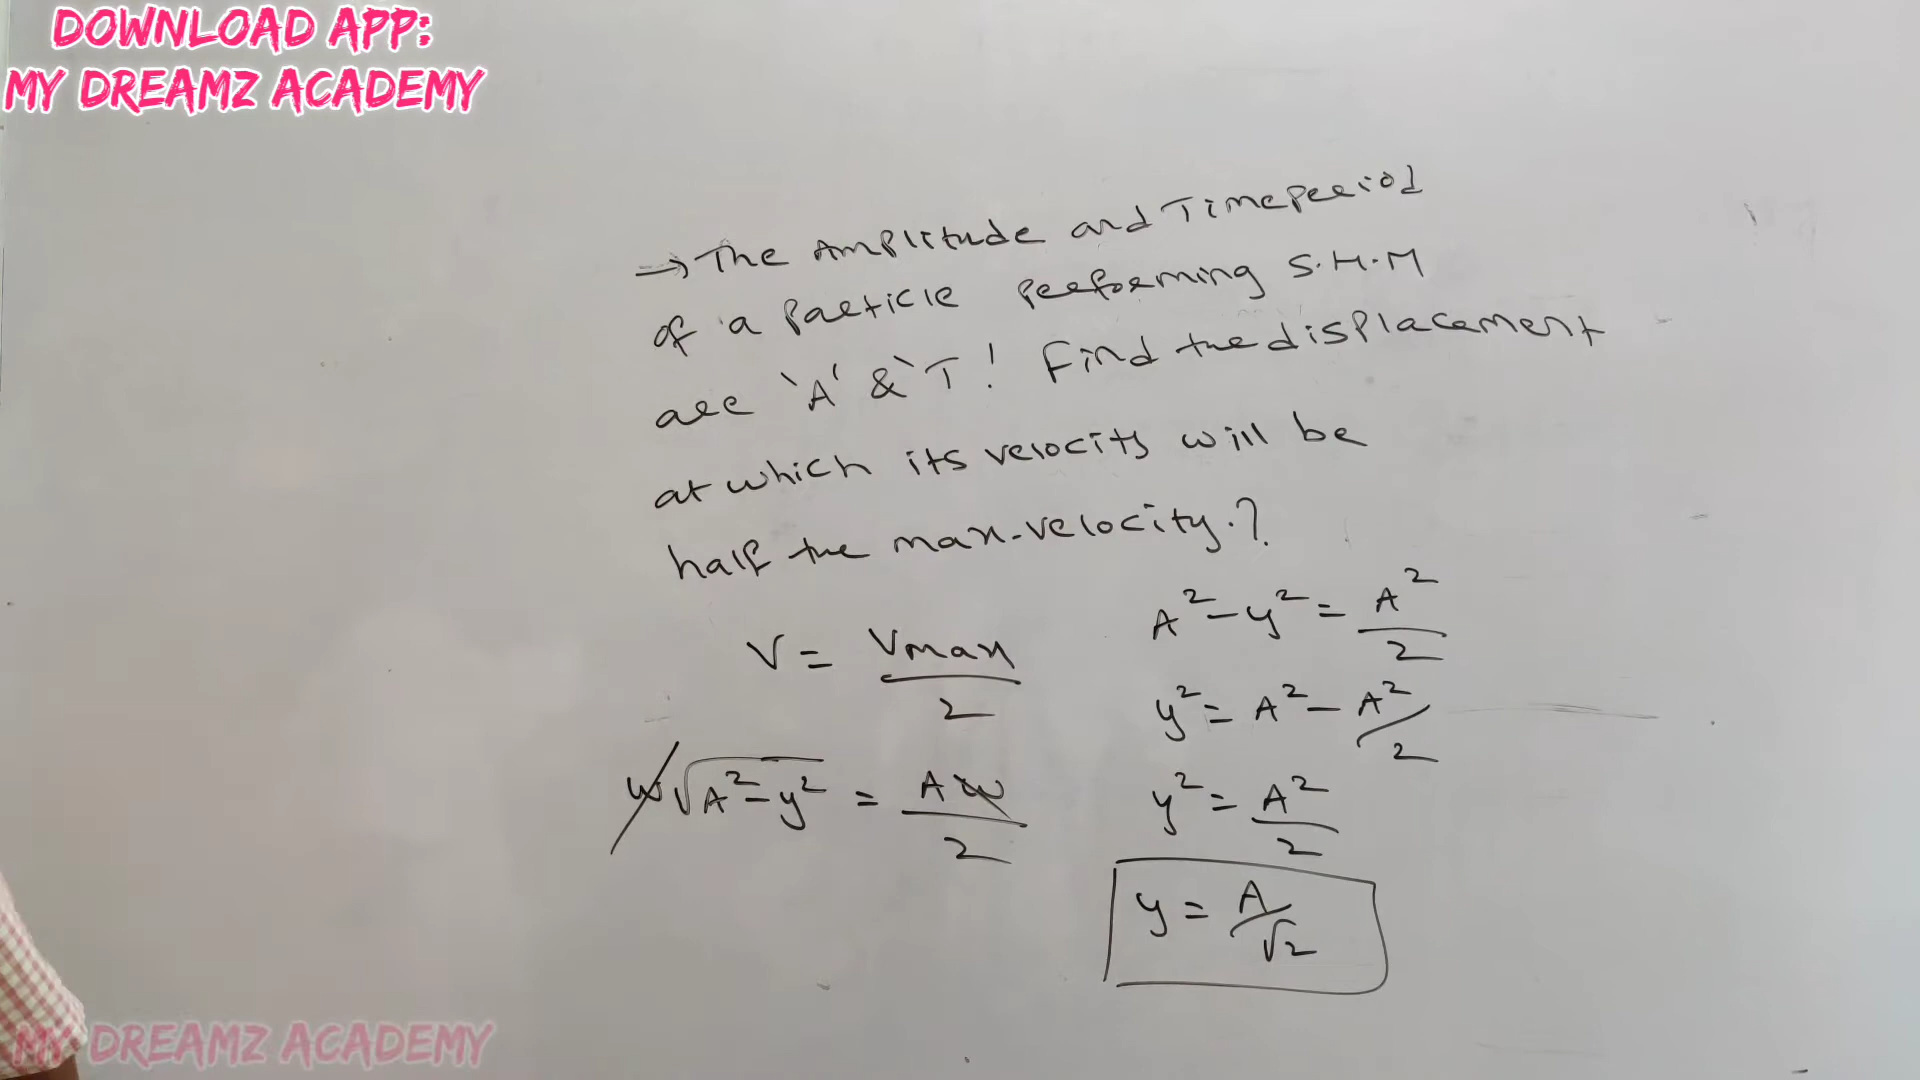 DOWNLOAD APP:
MY DREAMZ ACADEMY
→ The Amplitude and Timeperiod
of a particle performing S.H.M
are 'A' & 'T'! Find the displacement
at which its velocity will be
half the max-velocity.?
V = Vmax/2
ω√(A²-y²) = Aω/2
A²-y² = A²/2
y² = A² - A²/2
y² = A²/2
y = A/√2
MY DREAMZ ACADEMY